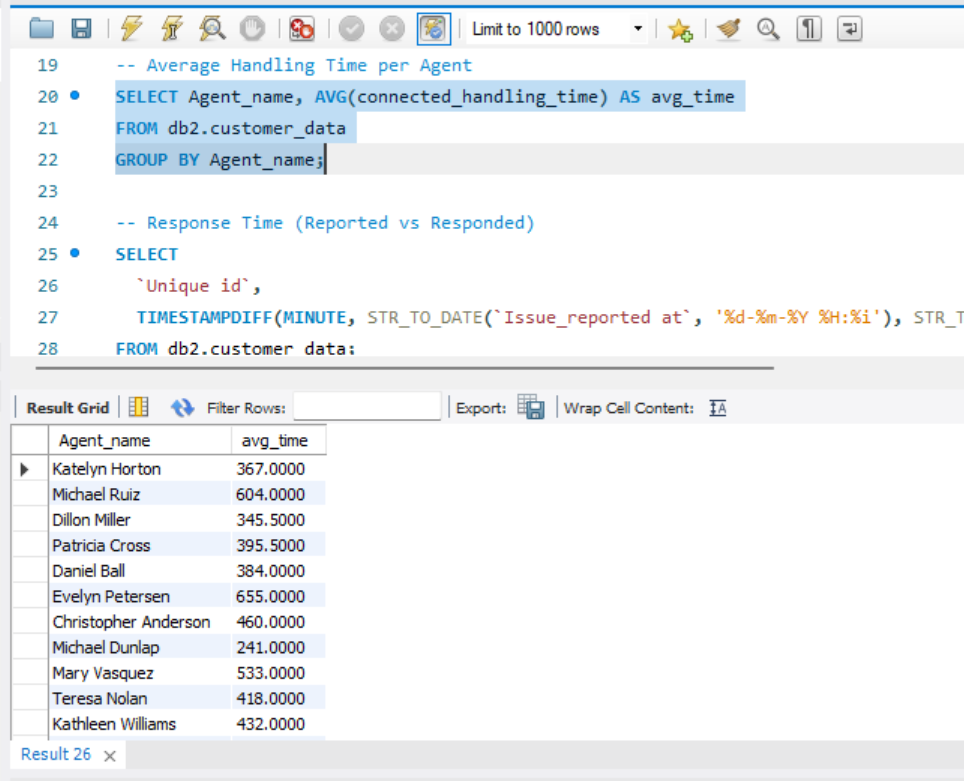 Limit to 1000 rows
19 -- Average Handling Time per Agent
20 SELECT Agent_name, AVG(connected_handling_time) AS avg_time
21 FROM db2.customer_data
22 GROUP BY Agent_name;
23
24 -- Response Time (Reported vs Responded)
25 SELECT
26 `Unique id`,
27 TIMESTAMPDIFF(MINUTE, STR_TO_DATE(`Issue_reported at`, '%d-%m-%Y %H:%i'), STR_T
28 FROM db2.customer_data;
Result Grid Filter Rows: Export: Wrap Cell Content:
Agent_name avg_time
Katelyn Horton 367.0000
Michael Ruiz 604.0000
Dillon Miller 345.5000
Patricia Cross 395.5000
Daniel Ball 384.0000
Evelyn Petersen 655.0000
Christopher Anderson 460.0000
Michael Dunlap 241.0000
Mary Vasquez 533.0000
Teresa Nolan 418.0000
Kathleen Williams 432.0000
Result 26